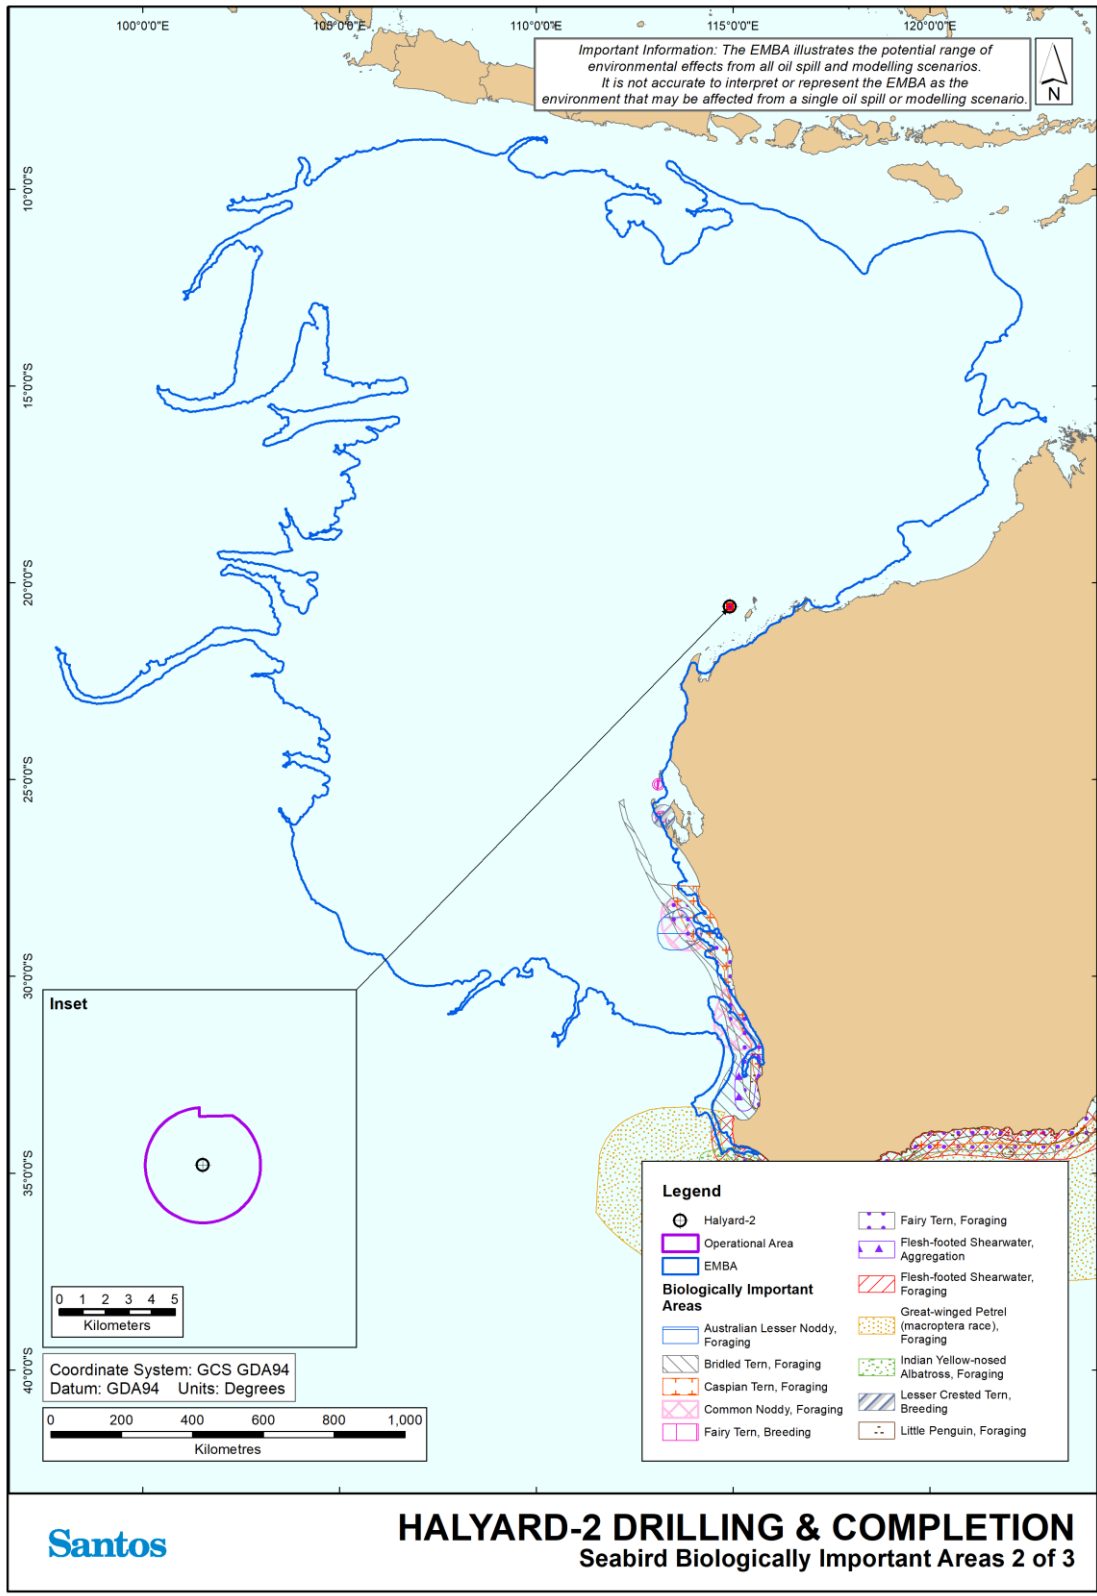 100°0'0"E 105°0'0"E 110°0'0"E 115°0'0"E 120°0'0"E
Important Information: The EMBA illustrates the potential range of
environmental effects from all oil spill and modelling scenarios.
It is not accurate to interpret or represent the EMBA as the
environment that may be affected from a single oil spill or modelling scenario.
N
10°0'0"S
15°0'0"S
20°0'0"S
25°0'0"S
30°0'0"S
35°0'0"S
40°0'0"S
Inset
0 1 2 3 4 5
Kilometers
Coordinate System: GCS GDA94
Datum: GDA94 Units: Degrees
0 200 400 600 800 1,000
Kilometres
Legend
Halyard-2
Operational Area
EMBA
Biologically Important
Areas
Australian Lesser Noddy,
Foraging
Bridled Tern, Foraging
Caspian Tern, Foraging
Common Noddy, Foraging
Fairy Tern, Breeding
Fairy Tern, Foraging
Flesh-footed Shearwater,
Aggregation
Flesh-footed Shearwater,
Foraging
Great-winged Petrel
(macroptera race),
Foraging
Indian Yellow-nosed
Albatross, Foraging
Lesser Crested Tern,
Breeding
Little Penguin, Foraging
Santos
HALYARD-2 DRILLING & COMPLETION
Seabird Biologically Important Areas 2 of 3